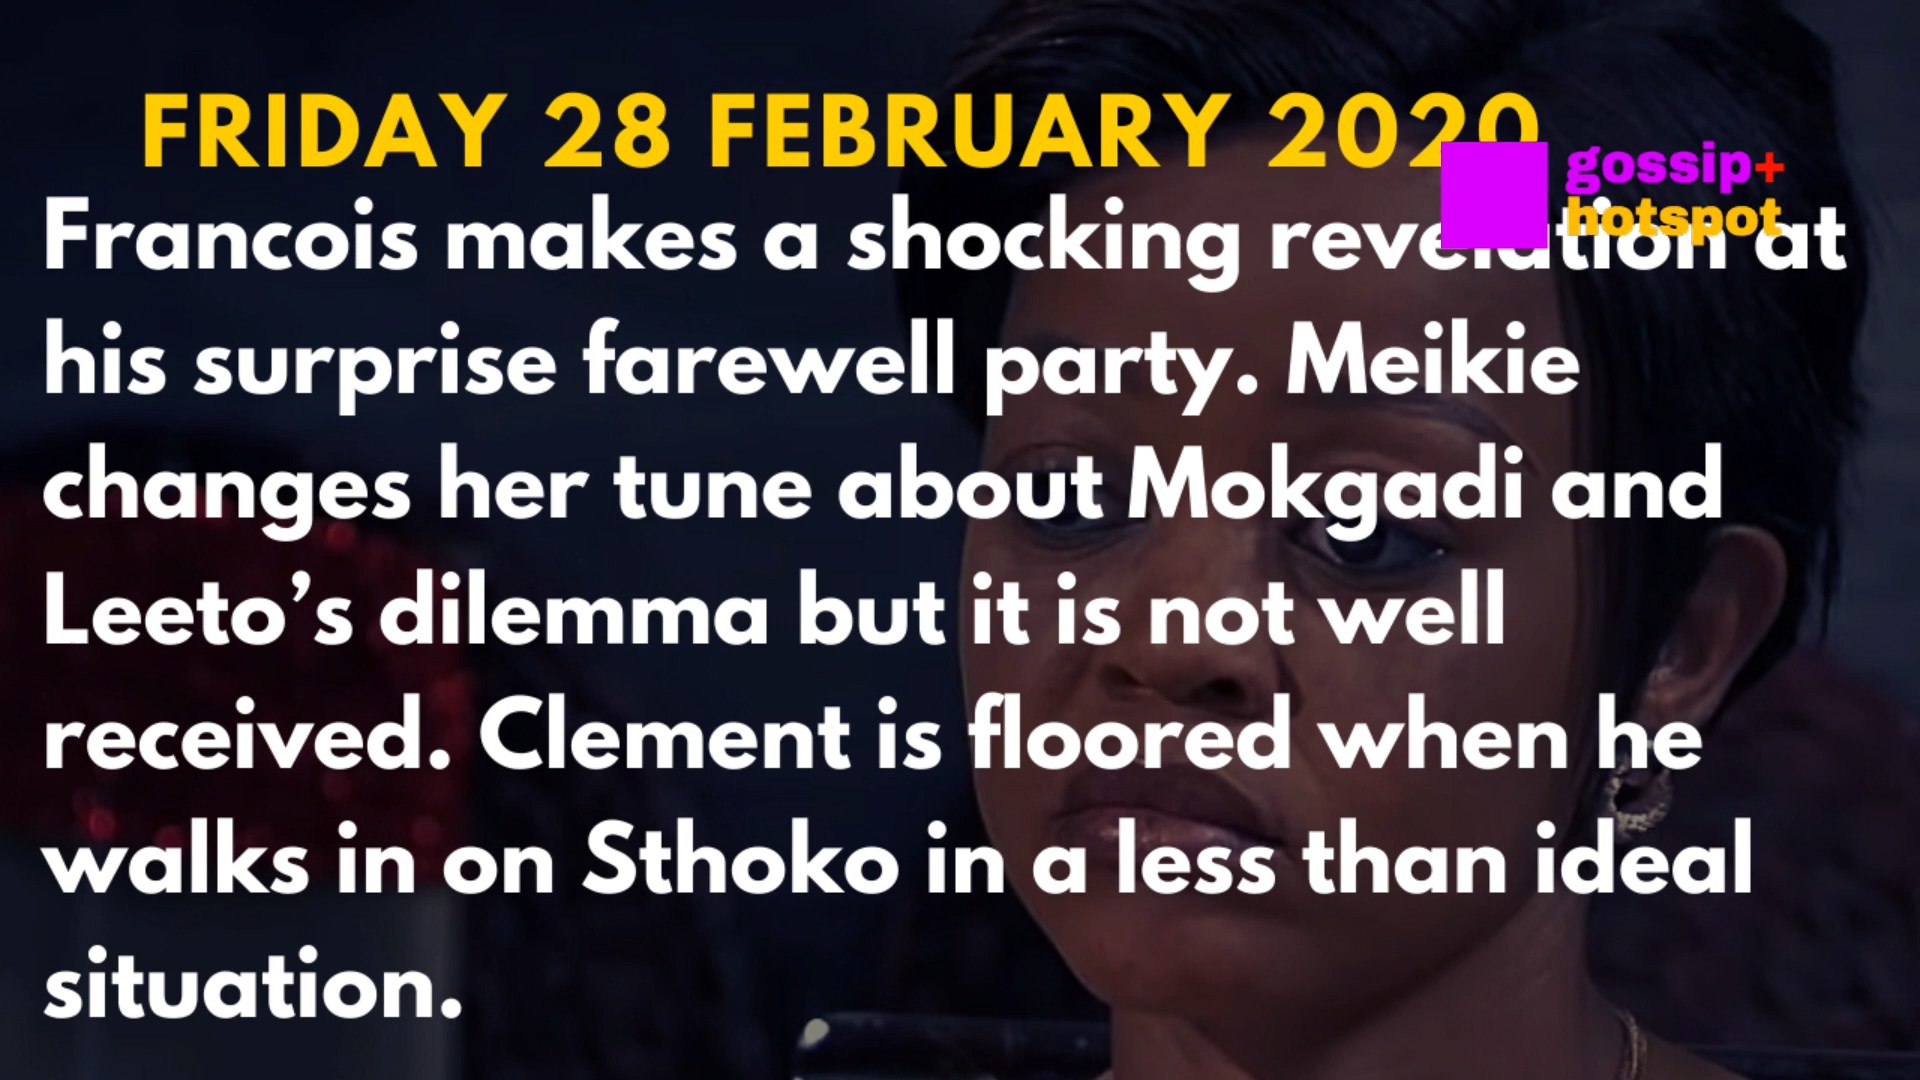 FRIDAY 28 FEBRUARY 2020
gossip+
hotspot
Francois makes a shocking revelation at
his surprise farewell party. Meikie
changes her tune about Mokgadi and
Leeto’s dilemma but it is not well
received. Clement is floored when he
walks in on Sthoko in a less than ideal
situation.